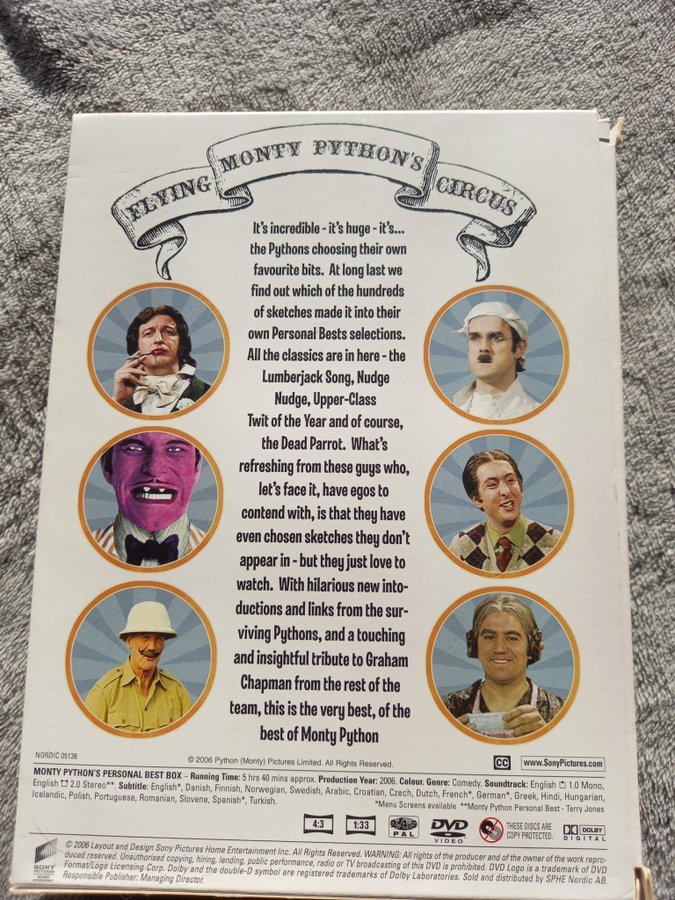 FLYING MONTY PYTHON'S CIRCUS
It's incredible - it's huge - it's...
the Pythons choosing their own
favourite bits. At long last we
find out which of the hundreds
of sketches made it into their
own Personal Bests selections.
All the classics are in here - the
Lumberjack Song, Nudge
Nudge, Upper-Class
Twit of the Year and of course,
the Dead Parrot. What's
refreshing from these guys who,
let's face it, have egos to
contend with, is that they have
even chosen sketches they don't
appear in - but they just love to
watch. With hilarious new into-
ductions and links from the sur-
viving Pythons, and a touching
and insightful tribute to Graham
Chapman from the rest of the
team, this is the very best, of the
best of Monty Python
NORDIC 05136
© 2006 Python (Monty) Pictures Limited. All Rights Reserved.
CC www.SonyPictures.com
MONTY PYTHON'S PERSONAL BEST BOX – Running Time: 5 hrs 40 mins approx. Production Year: 2006. Colour. Genre: Comedy. Soundtrack: English 1.0 Mono,
English 2.0 Stereo**. Subtitle: English*, Danish, Finnish, Norwegian, Swedish, Arabic, Croatian, Czech, Dutch, French*, German*, Greek, Hindi, Hungarian,
Icelandic, Polish, Portuguese, Romanian, Slovene, Spanish*, Turkish.
*Menu Screens available **Monty Python Personal Best - Terry Jones
4:3 1:33 PAL DVD VIDEO THESE DISCS ARE COPY PROTECTED. DOLBY DIGITAL
SONY PICTURES
© 2006 Layout and Design Sony Pictures Home Entertainment Inc. All Rights Reserved. WARNING: All rights of the producer and of the owner of the work repro-
duced reserved. Unauthorised copying, hiring, lending, public performance, radio or TV broadcasting of this DVD is prohibited. DVD Logo is a trademark of DVD
Format/Logo Licensing Corp. Dolby and the double-D symbol are registered trademarks of Dolby Laboratories. Sold and distributed by SPHE Nordic AB.
Responsible Publisher: Managing Director.